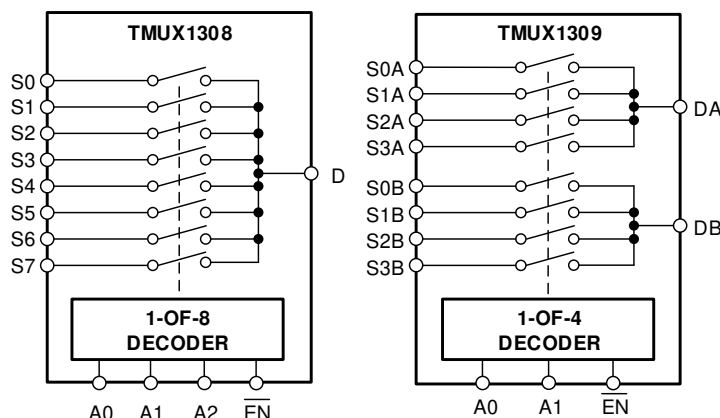 TMUX1308
S0
S1
S2
S3
S4
S5
S6
S7
D
1-OF-8
DECODER
A0 A1 A2 EN
TMUX1309
S0A
S1A
S2A
S3A
DA
S0B
S1B
S2B
S3B
DB
1-OF-4
DECODER
A0 A1 EN